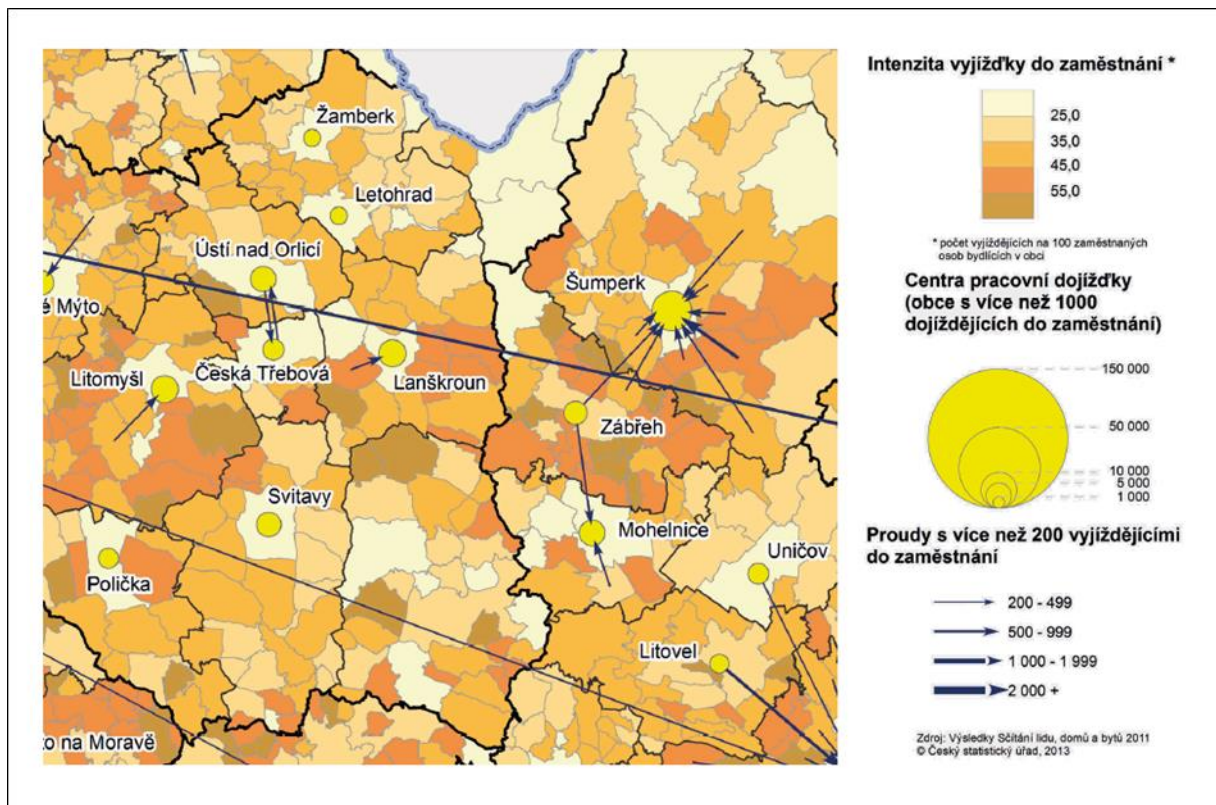 Žamberk
Letohrad
Ústí nad Orlicí
é Mýto
Šumperk
Litomyšl
Česká Třebová
Lanškroun
Zábřeh
Svitavy
Mohelnice
Uničov
Polička
Litovel
to na Moravě
Intenzita vyjížďky do zaměstnání *
25,0
35,0
45,0
55,0
* počet vyjíždějících na 100 zaměstnaných
osob bydlících v obci
Centra pracovní dojížďky
(obce s více než 1000
dojíždějících do zaměstnání)
150 000
50 000
10 000
5 000
1 000
Proudy s více než 200 vyjíždějícími
do zaměstnání
200 - 499
500 - 999
1 000 - 1 999
2 000 +
Zdroj: Výsledky Sčítání lidu, domů a bytů 2011
© Český statistický úřad, 2013